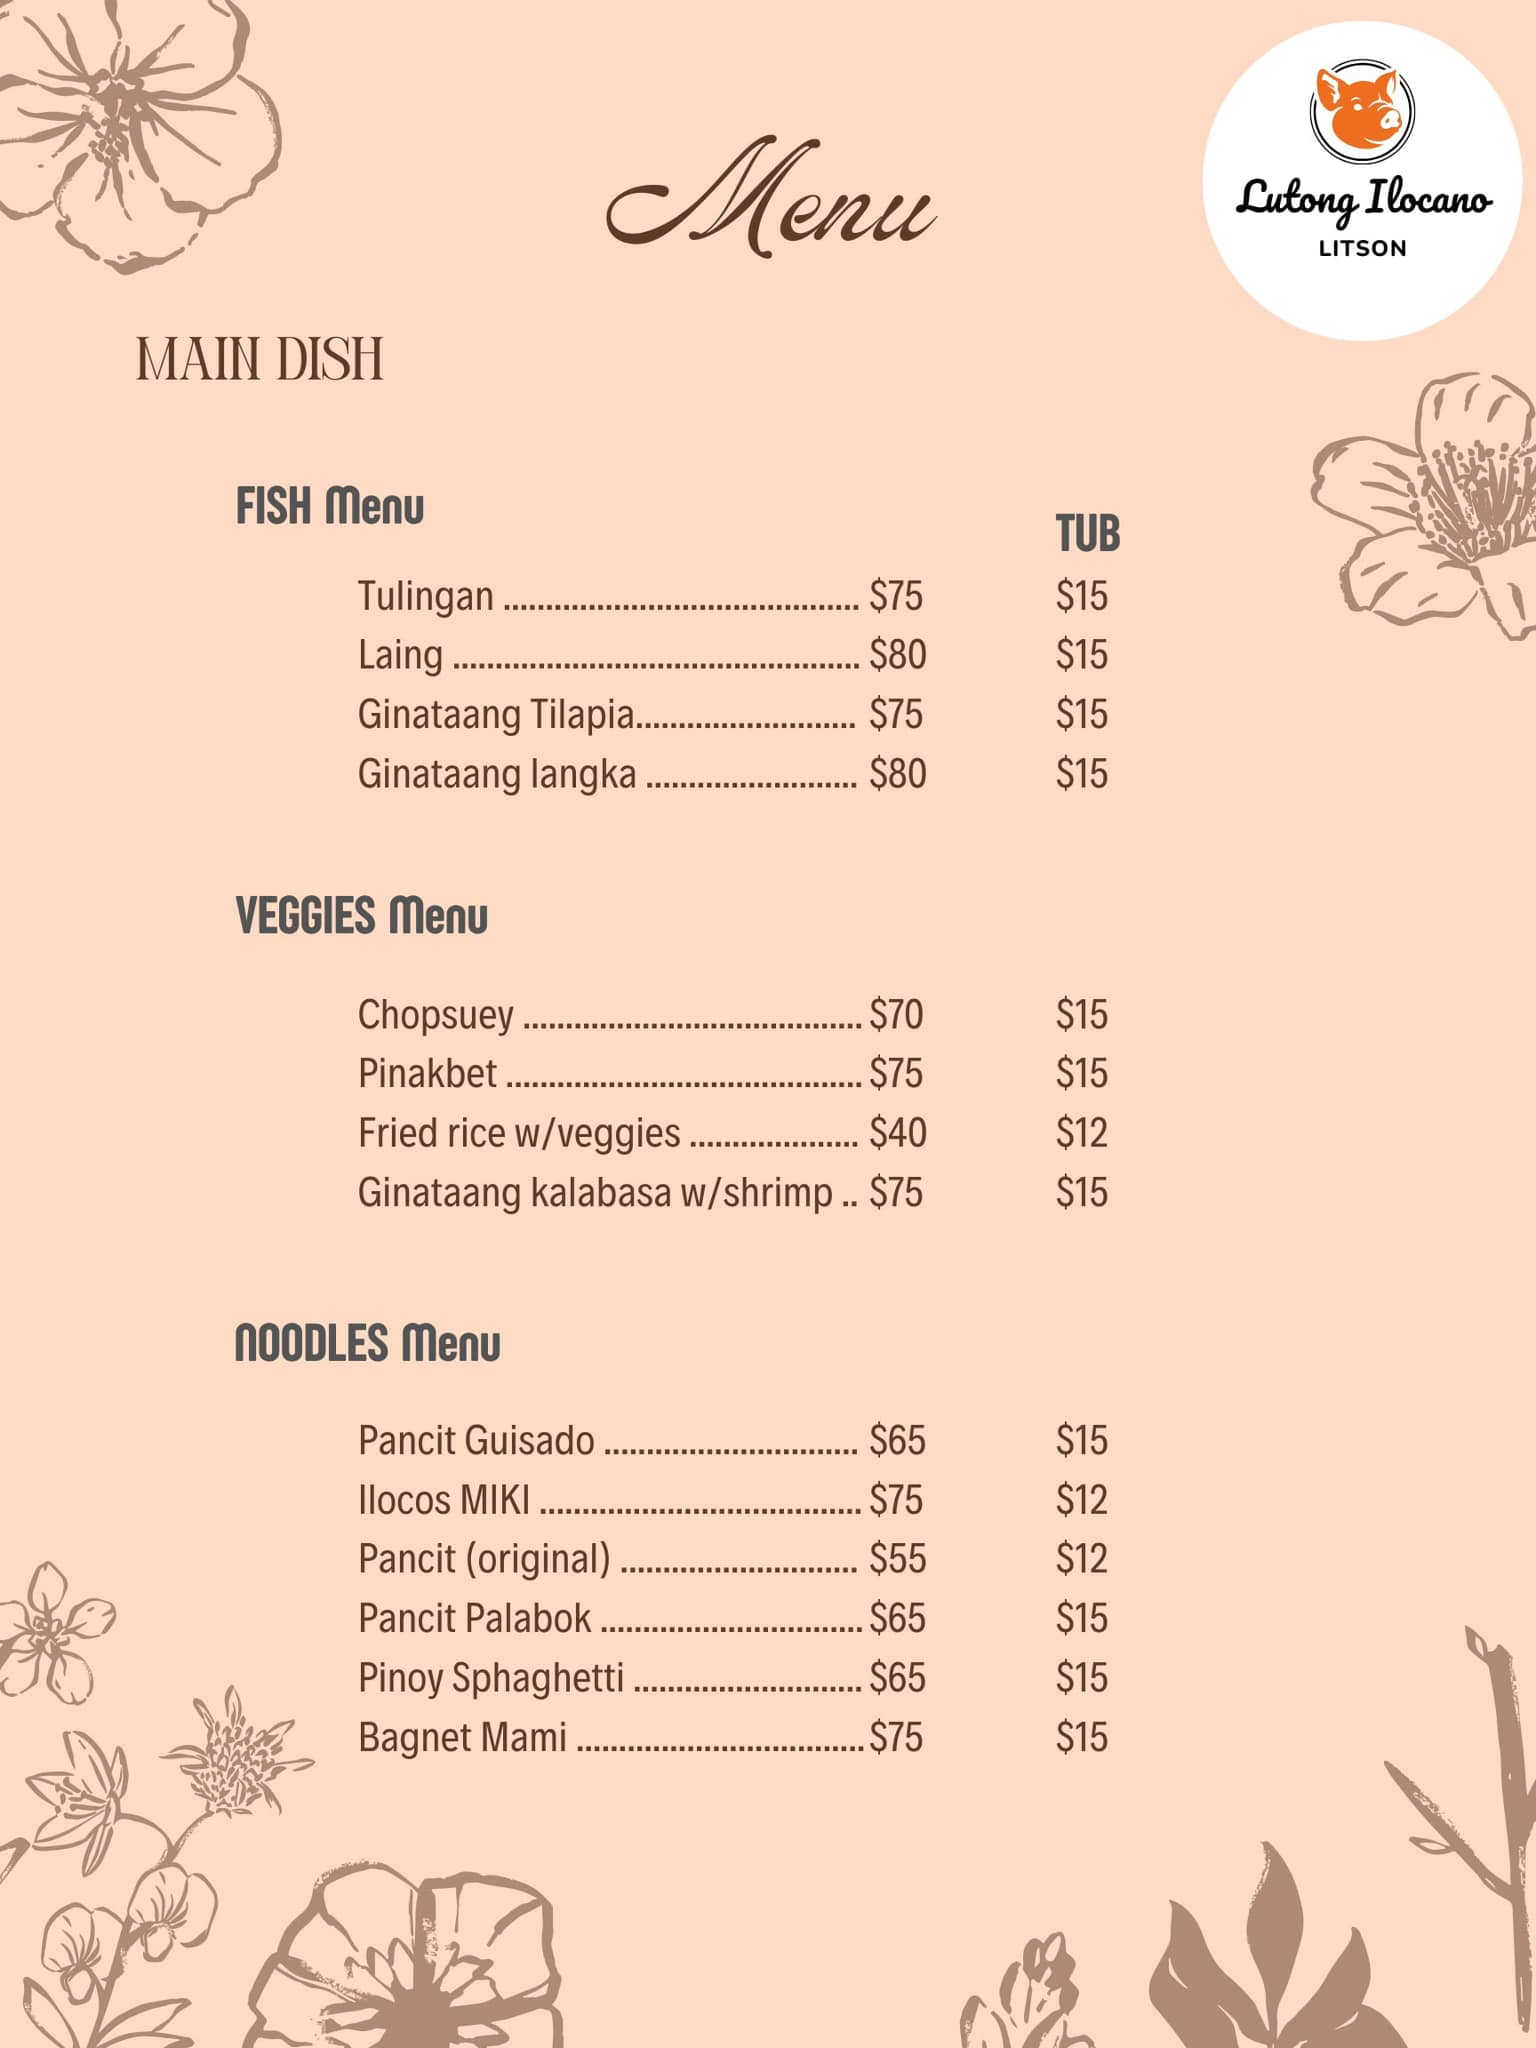 Menu
Lutong Ilocano
LITSON
MAIN DISH
FISH Menu
TUB
Tulingan .......................................... $75 $15
Laing ................................................ $80 $15
Ginataang Tilapia.......................... $75 $15
Ginataang langka ......................... $80 $15
VEGGIES Menu
Chopsuey ........................................ $70 $15
Pinakbet .......................................... $75 $15
Fried rice w/veggies .................... $40 $12
Ginataang kalabasa w/shrimp .. $75 $15
NOODLES Menu
Pancit Guisado .............................. $65 $15
Ilocos MIKI ...................................... $75 $12
Pancit (original) ............................ $55 $12
Pancit Palabok ............................... $65 $15
Pinoy Sphaghetti ........................... $65 $15
Bagnet Mami .................................. $75 $15